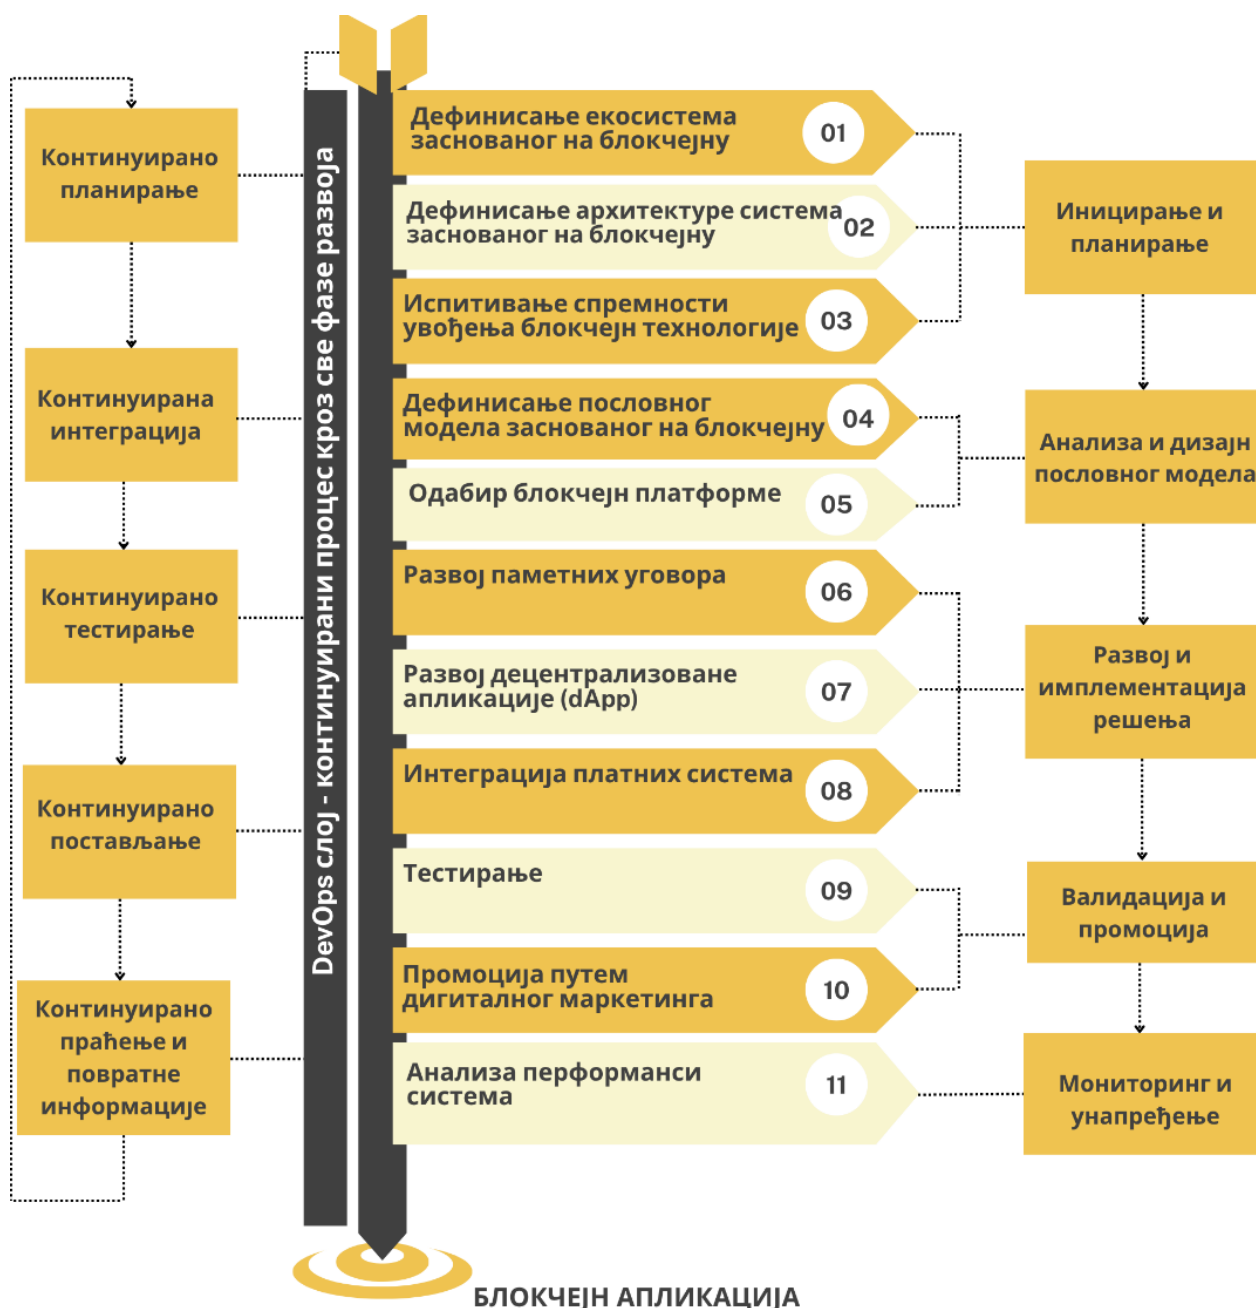 Континуирано
планирање
Континуирана
интеграција
Континуирано
тестирање
Континуирано
постављање
Континуирано
праћење и
повратне
информације
DevOps слој - континуирани процес кроз све фазе развоја
Дефинисање екосистема
заснованог на блокчејну
01
Дефинисање архитектуре система
заснованог на блокчејну
02
Испитивање спремности
увођења блокчејн технологије
03
Дефинисање пословног
модела заснованог на блокчејну
04
Одабир блокчејн платформе
05
Развој паметних уговора
06
Развој децентрализоване
апликације (dApp)
07
Интеграција платних система
08
Тестирање
09
Промоција путем
дигиталног маркетинга
10
Анализа перформанси
система
11
Иницирање и
планирање
Анализа и дизајн
пословног модела
Развој и
имплементација
решења
Валидација и
промоција
Мониторинг и
унапређење
БЛОКЧЕЈН АПЛИКАЦИЈА